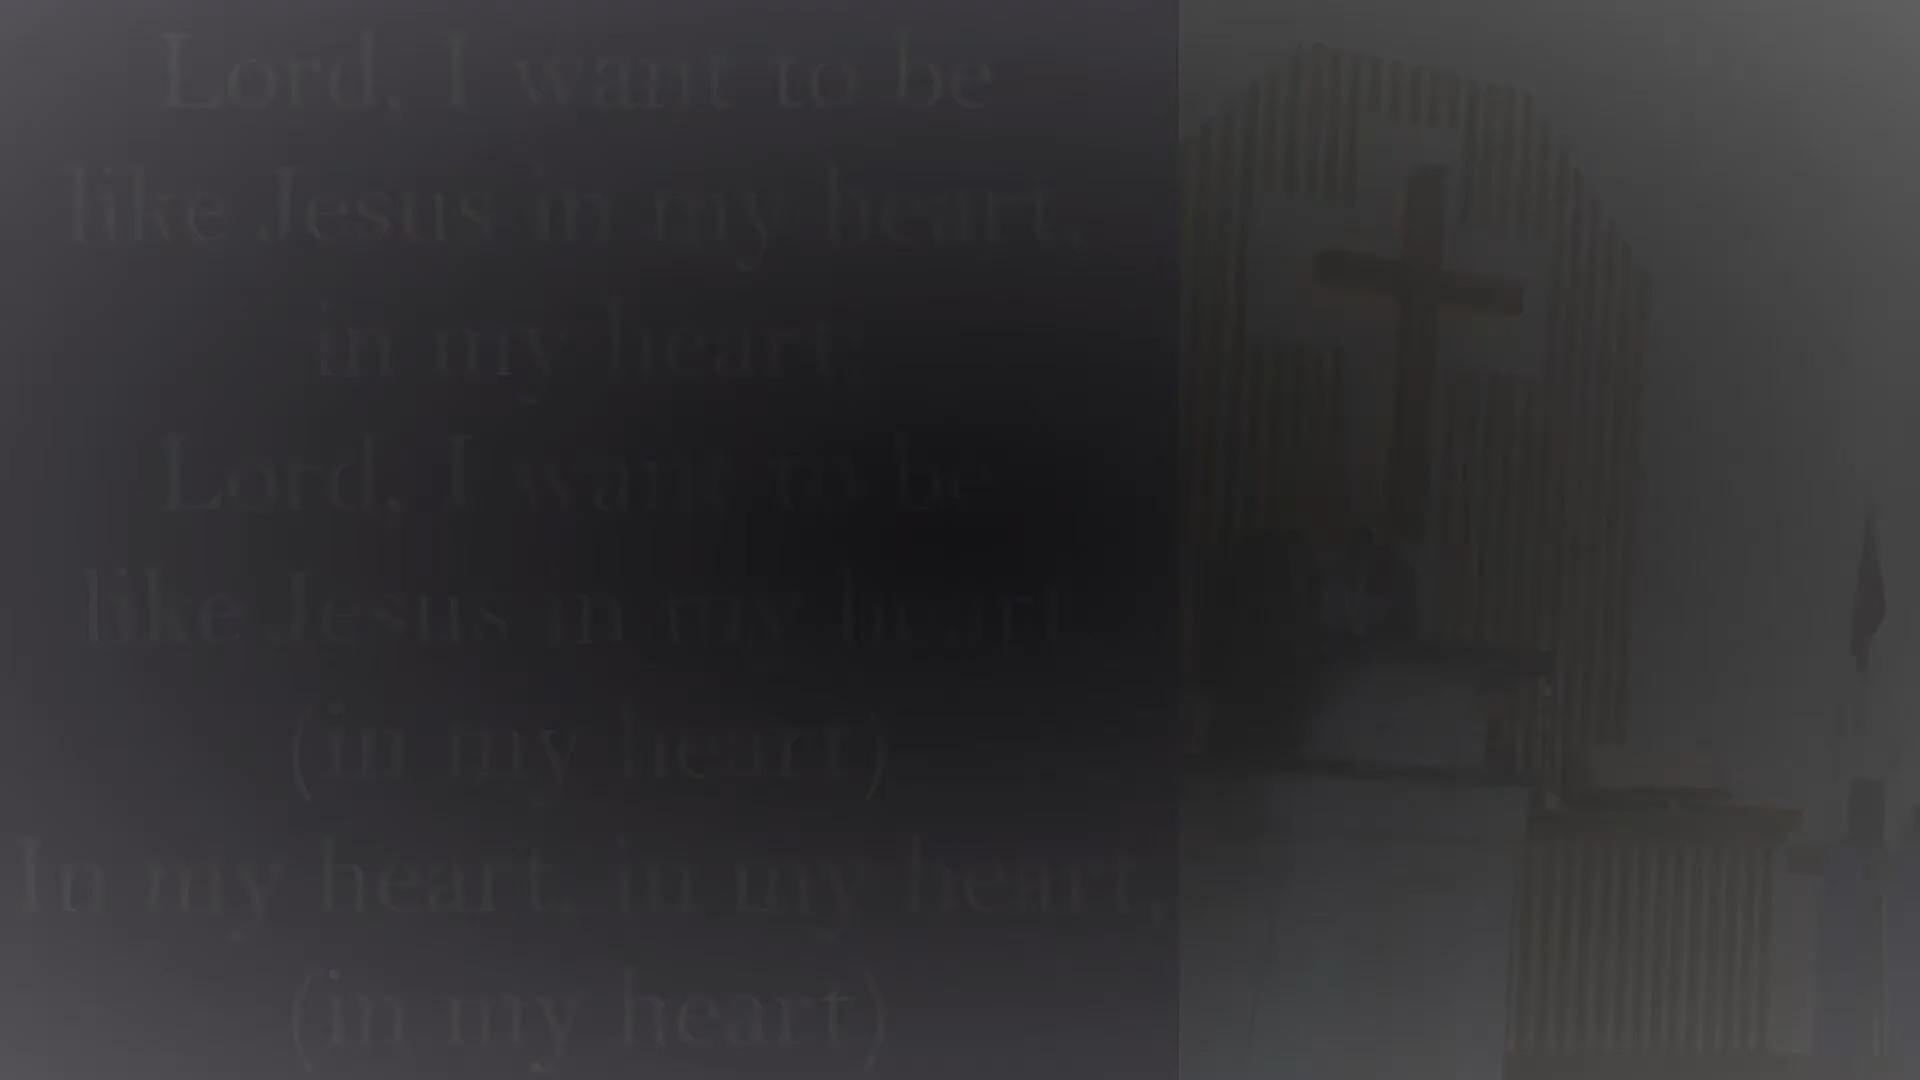 Lord, I want to be
like Jesus in my heart,
in my heart;
Lord, I want to be
like Jesus in my heart
(in my heart)
In my heart, in my heart,
(in my heart)